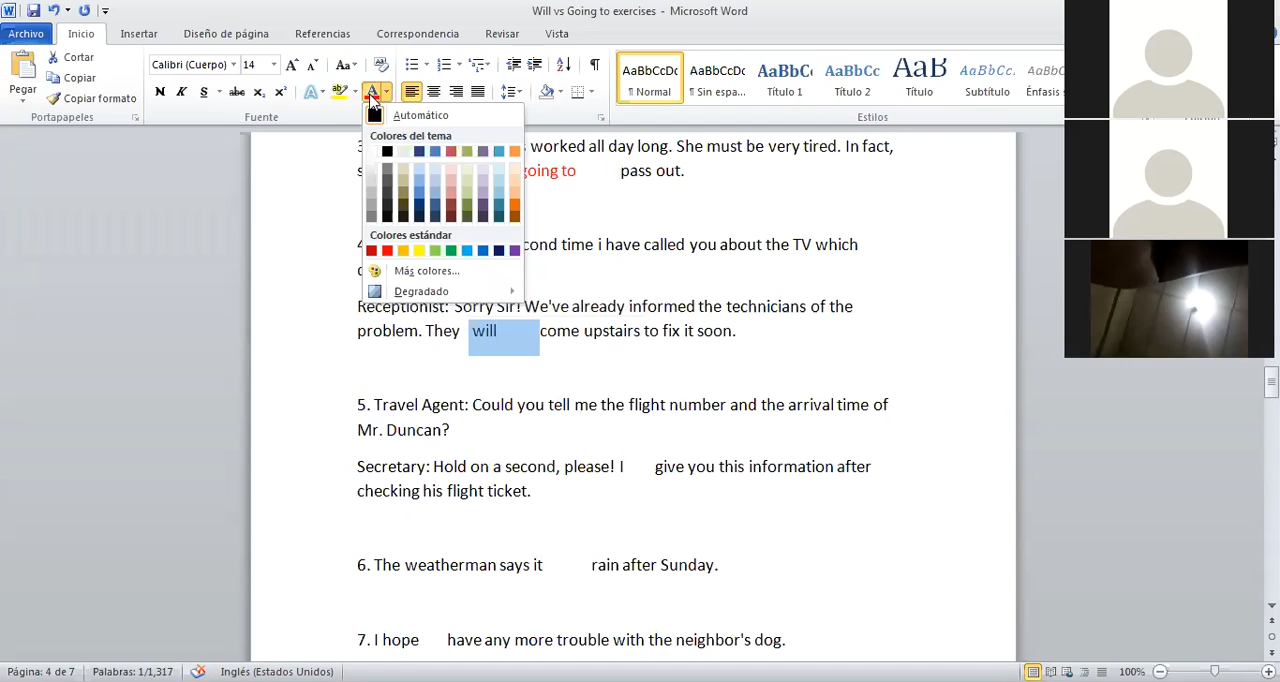 Will vs Going to exercises - Microsoft Word
Archivo Inicio Insertar Diseño de página Referencias Correspondencia Revisar Vista
Pegar
Cortar
Copiar
Copiar formato
Portapapeles
Calibri (Cuerpo) 14
Fuente
AaBbCcDc AaBbCcDc AaBbC AaBbCc AaB AaBbCc. AaBbCc
¶ Normal ¶ Sin espa... Título 1 Título 2 Título Subtítulo Énfasis
Estilos
Automático
Colores del tema
Colores estándar
Más colores...
Degradado
3 worked all day long. She must be very tired. In fact,
s going to pass out.
4 ond time i have called you about the TV which
Receptionist: Sorry Sir! We've already informed the technicians of the
problem. They will come upstairs to fix it soon.
5. Travel Agent: Could you tell me the flight number and the arrival time of
Mr. Duncan?
Secretary: Hold on a second, please! I give you this information after
checking his flight ticket.
6. The weatherman says it rain after Sunday.
7. I hope have any more trouble with the neighbor's dog.
Página: 4 de 7 Palabras: 1/1,317 Inglés (Estados Unidos) 100%